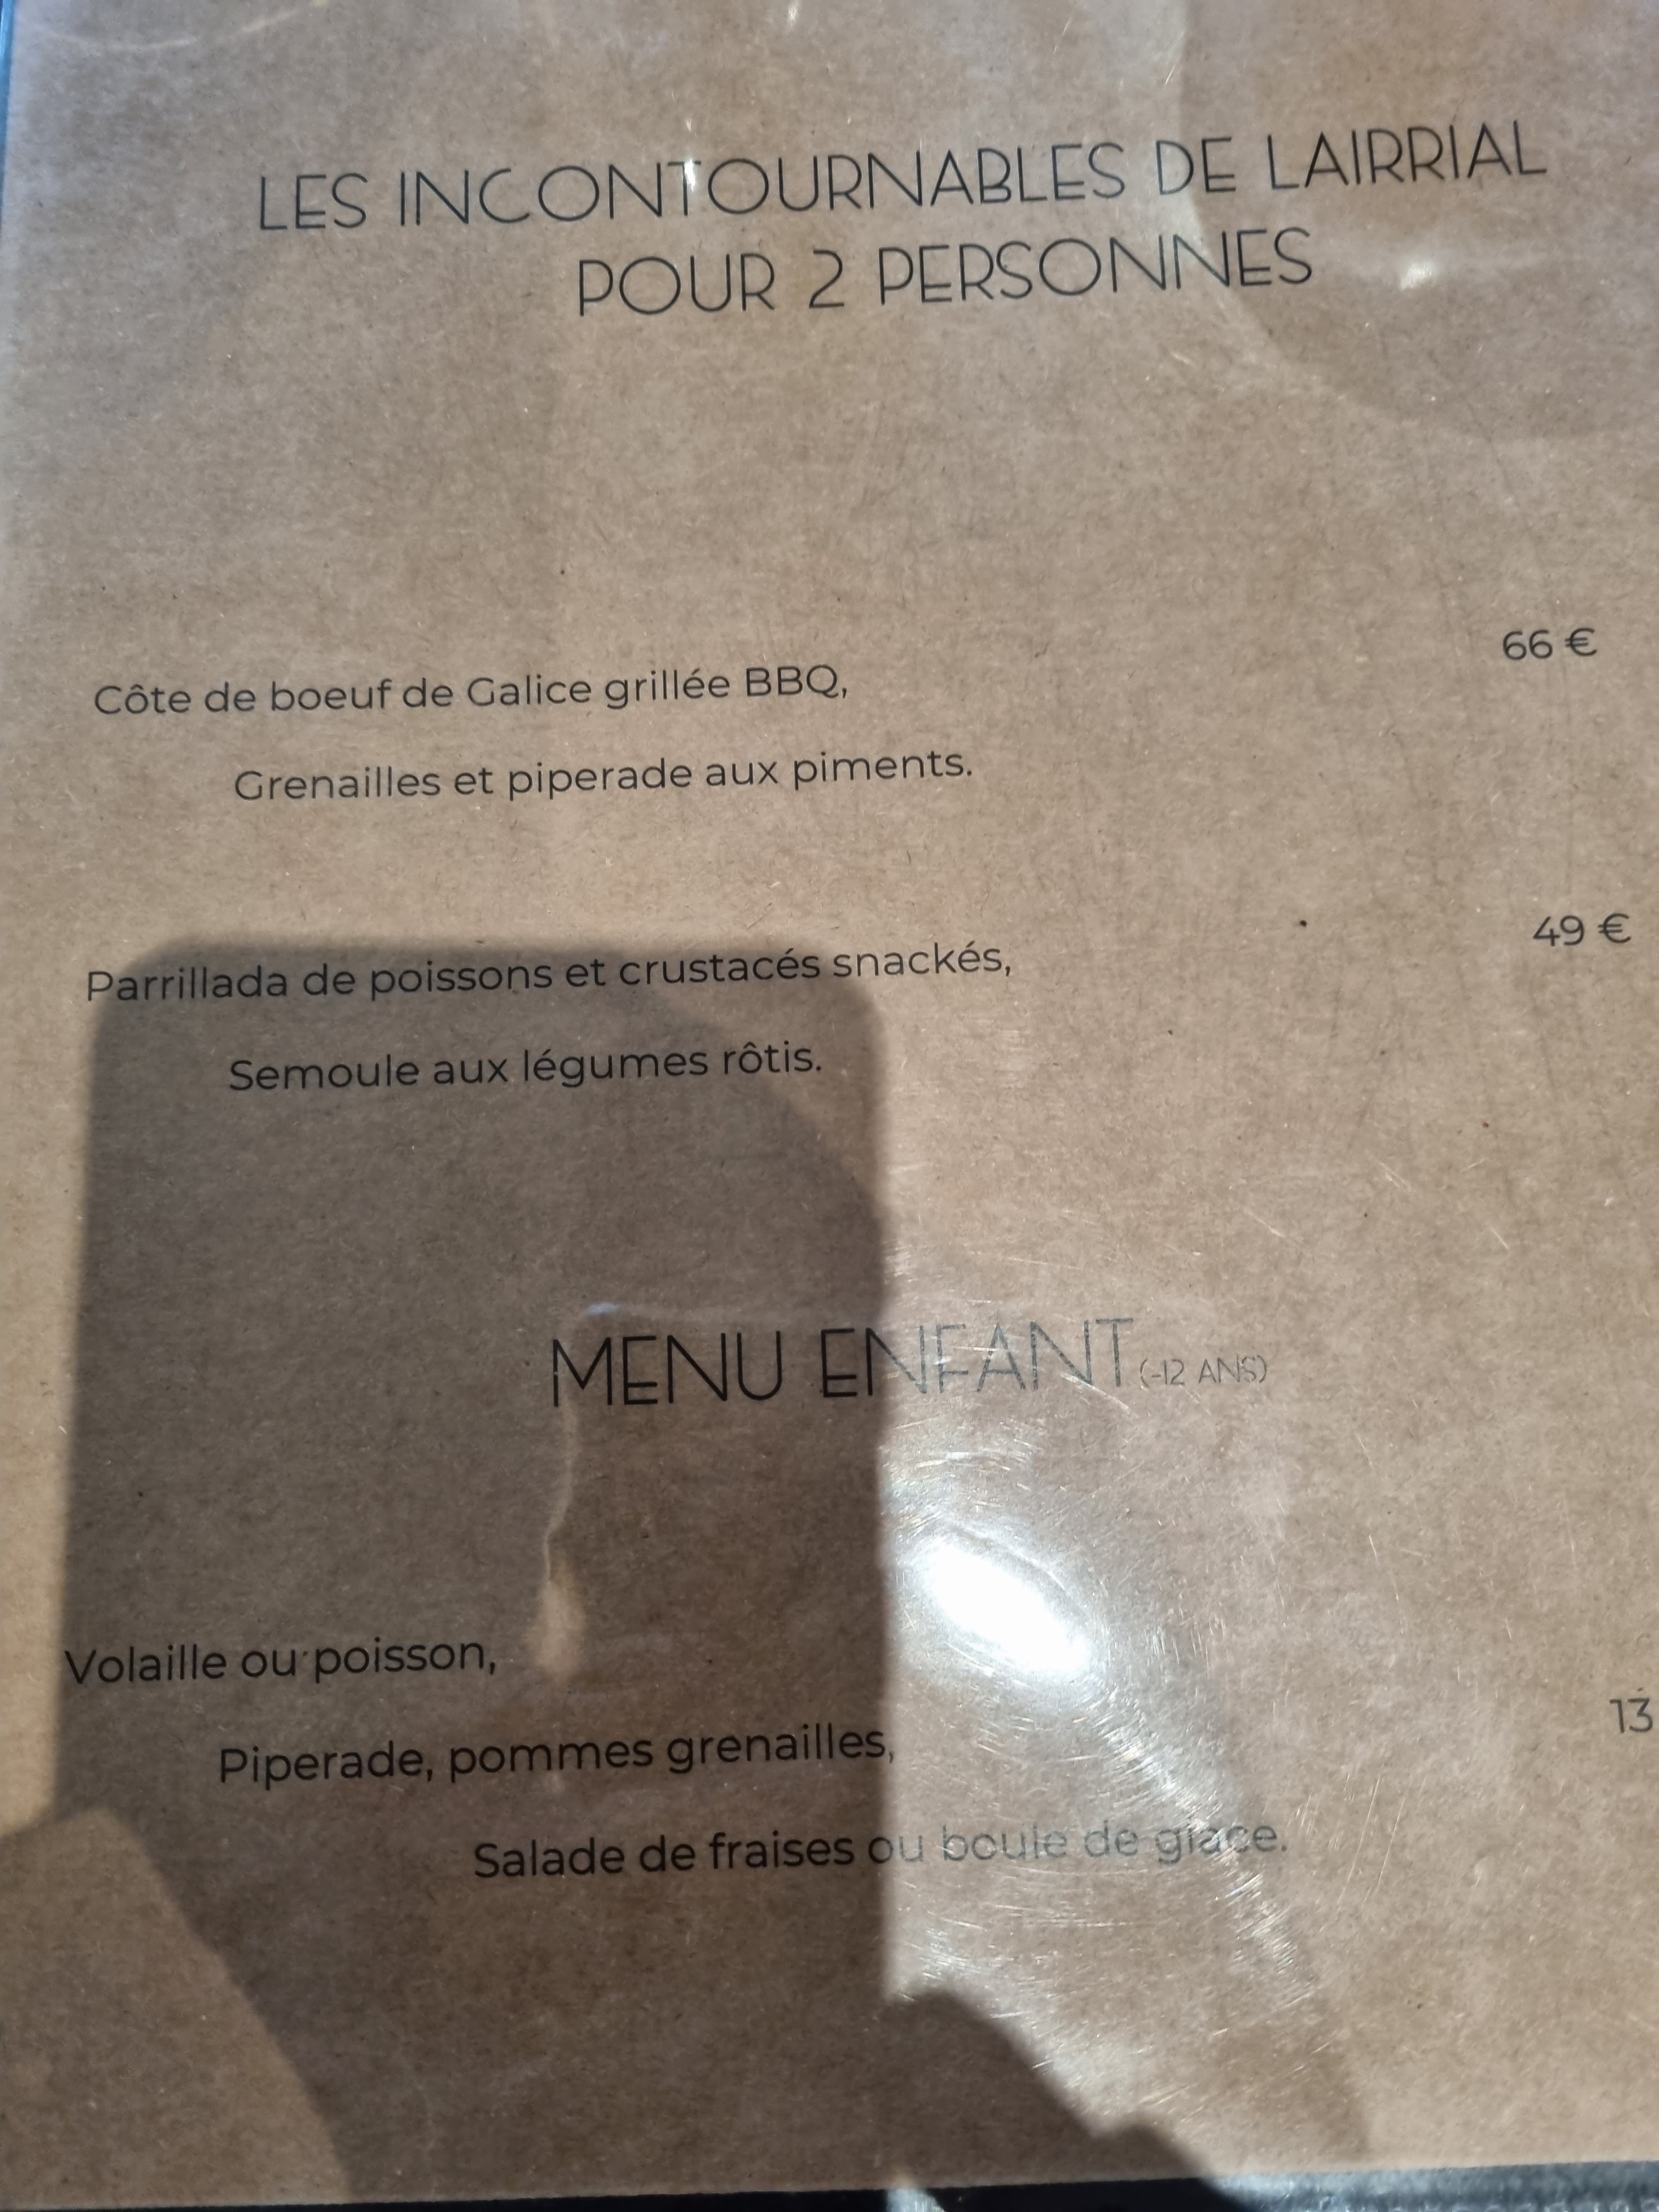 LES INCONTOURNABLES DE LAIRRIAL
POUR 2 PERSONNES
Côte de boeuf de Galice grillée BBQ, 66 €
Grenailles et piperade aux piments.
Parrillada de poissons et crustacés snackés, 49 €
Semoule aux légumes rôtis.
MENU ENFANT (-12 ANS)
Volaille ou poisson,
Piperade, pommes grenailles, 13
Salade de fraises ou boule de glace.